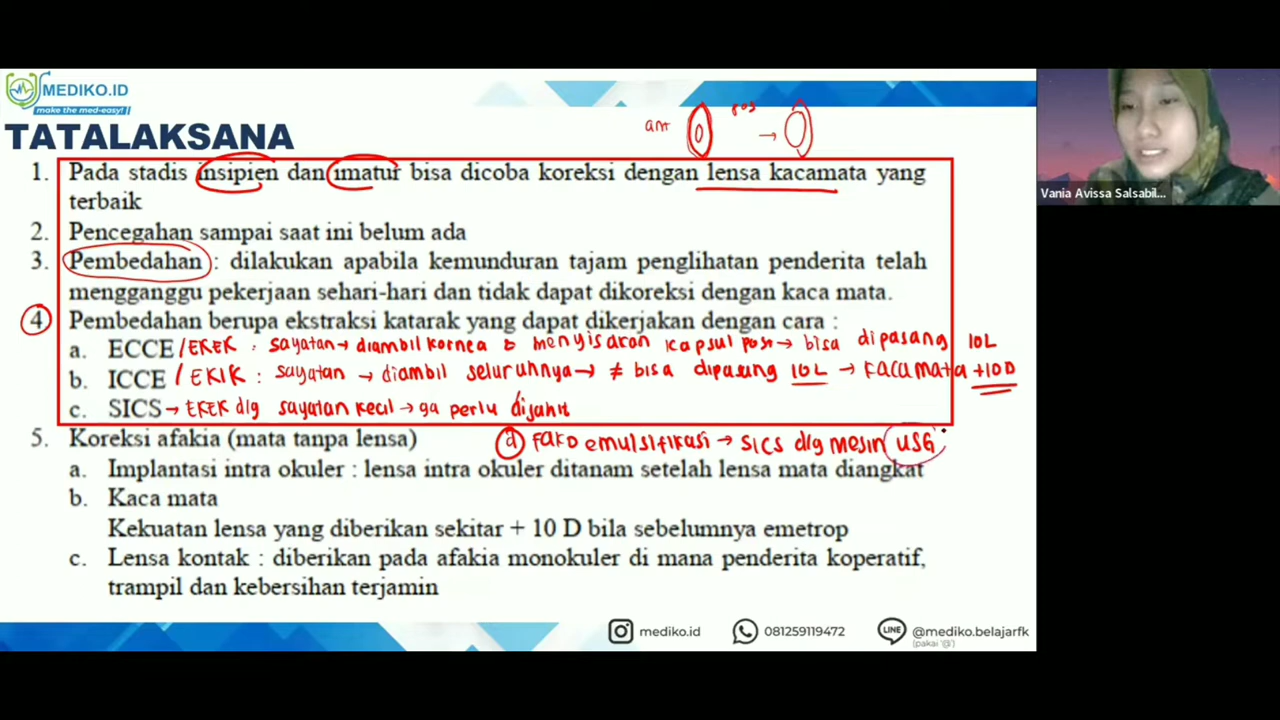 MEDIKO.ID
make the med-easy!
TATALAKSANA
ant
pos
→
1. Pada stadis insipien dan imatur bisa dicoba koreksi dengan lensa kacamata yang
terbaik
2. Pencegahan sampai saat ini belum ada
3. Pembedahan : dilakukan apabila kemunduran tajam penglihatan penderita telah
mengganggu pekerjaan sehari-hari dan tidak dapat dikoreksi dengan kaca mata.
4 Pembedahan berupa ekstraksi katarak yang dapat dikerjakan dengan cara :
a. ECCE / EKEK : sayatan → diambil kornea & menyisakan kapsul post → bisa dipasang IOL
b. ICCE / EKIK : sayatan → diambil seluruhnya → ≠ bisa dipasang IOL → kacamata +10D
c. SICS → EKEK dlg sayatan kecil → ga perlu dijahit
5. Koreksi afakia (mata tanpa lensa)
d fako emulsifikasi → SICS dlg mesin USG
a. Implantasi intra okuler : lensa intra okuler ditanam setelah lensa mata diangkat
b. Kaca mata
Kekuatan lensa yang diberikan sekitar + 10 D bila sebelumnya emetrop
c. Lensa kontak : diberikan pada afakia monokuler di mana penderita koperatif,
trampil dan kebersihan terjamin
mediko.id
081259119472
LINE
@mediko.belajarfk
(pakai '@')
Vania Avissa Salsabil...